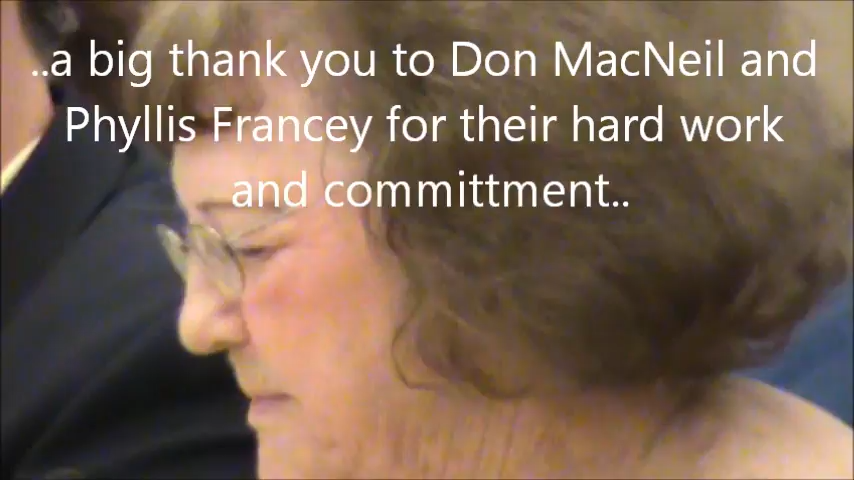 ..a big thank you to Don MacNeil and
Phyllis Francey for their hard work
and committment..